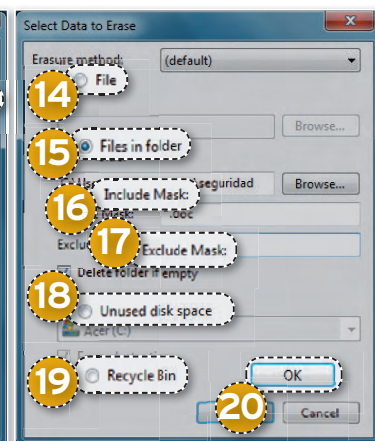 Select Data to Erase
Erasure method: (default)
14 File
Browse...
15 Files in folder
seguridad Browse...
16 Include Mask:
Mask: .doc
17 Exclude Mask:
Delete folder if empty
18 Unused disk space
Acer (C:)
19 Recycle Bin
OK
20 Cancel